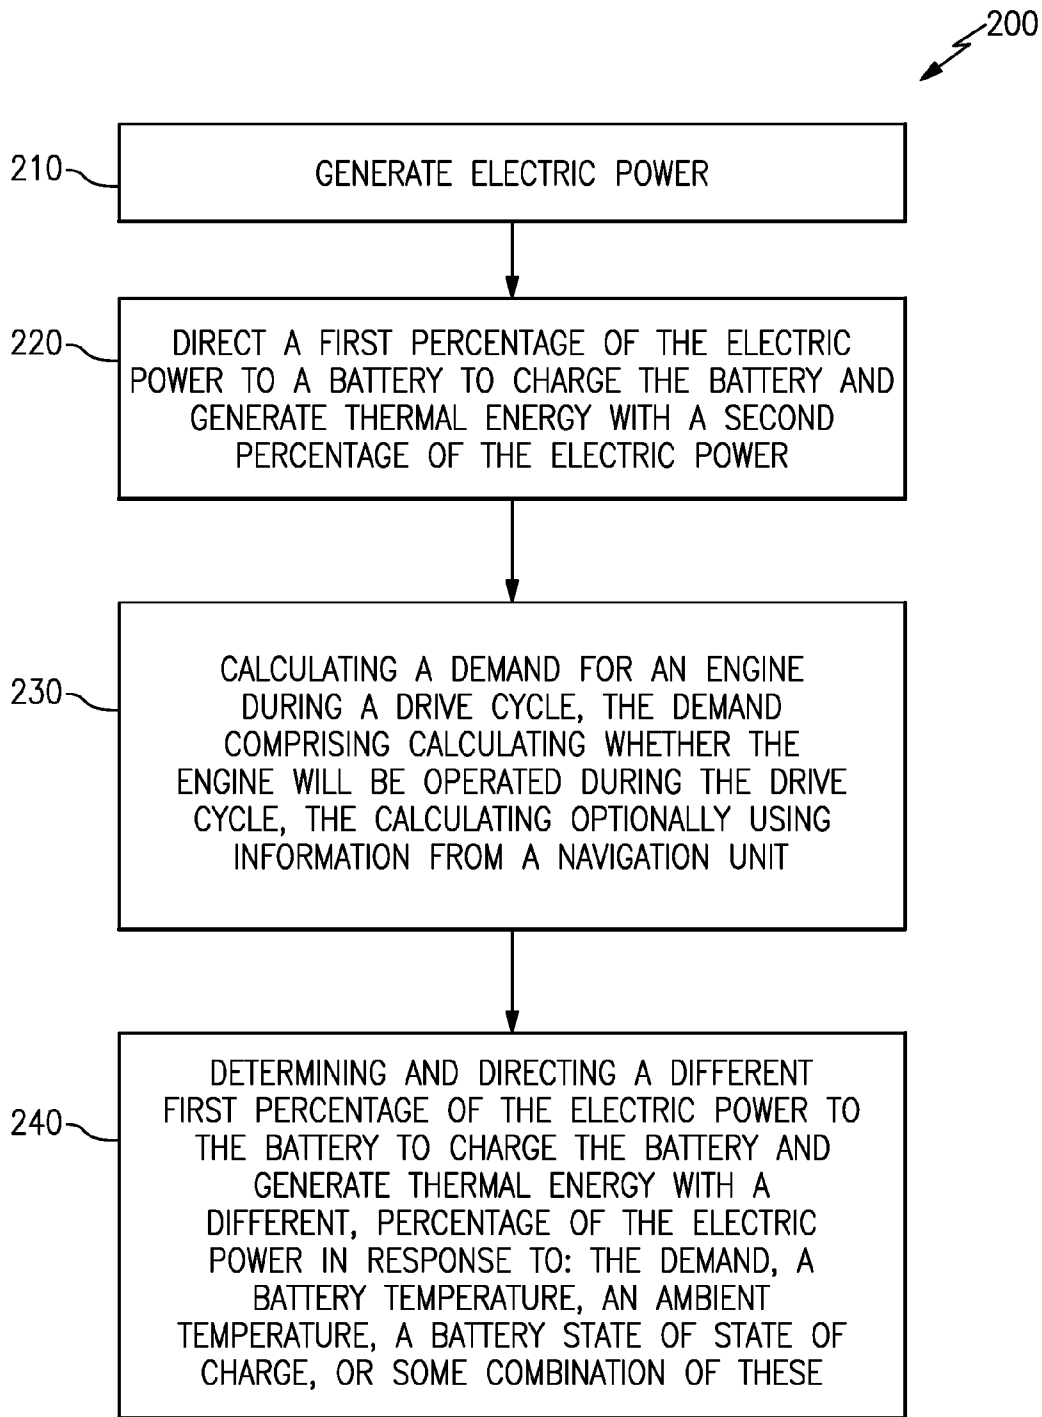 200
210
GENERATE ELECTRIC POWER
220
DIRECT A FIRST PERCENTAGE OF THE ELECTRIC
POWER TO A BATTERY TO CHARGE THE BATTERY AND
GENERATE THERMAL ENERGY WITH A SECOND
PERCENTAGE OF THE ELECTRIC POWER
230
CALCULATING A DEMAND FOR AN ENGINE
DURING A DRIVE CYCLE, THE DEMAND
COMPRISING CALCULATING WHETHER THE
ENGINE WILL BE OPERATED DURING THE DRIVE
CYCLE, THE CALCULATING OPTIONALLY USING
INFORMATION FROM A NAVIGATION UNIT
240
DETERMINING AND DIRECTING A DIFFERENT
FIRST PERCENTAGE OF THE ELECTRIC POWER TO
THE BATTERY TO CHARGE THE BATTERY AND
GENERATE THERMAL ENERGY WITH A
DIFFERENT, PERCENTAGE OF THE ELECTRIC
POWER IN RESPONSE TO: THE DEMAND, A
BATTERY TEMPERATURE, AN AMBIENT
TEMPERATURE, A BATTERY STATE OF STATE OF
CHARGE, OR SOME COMBINATION OF THESE